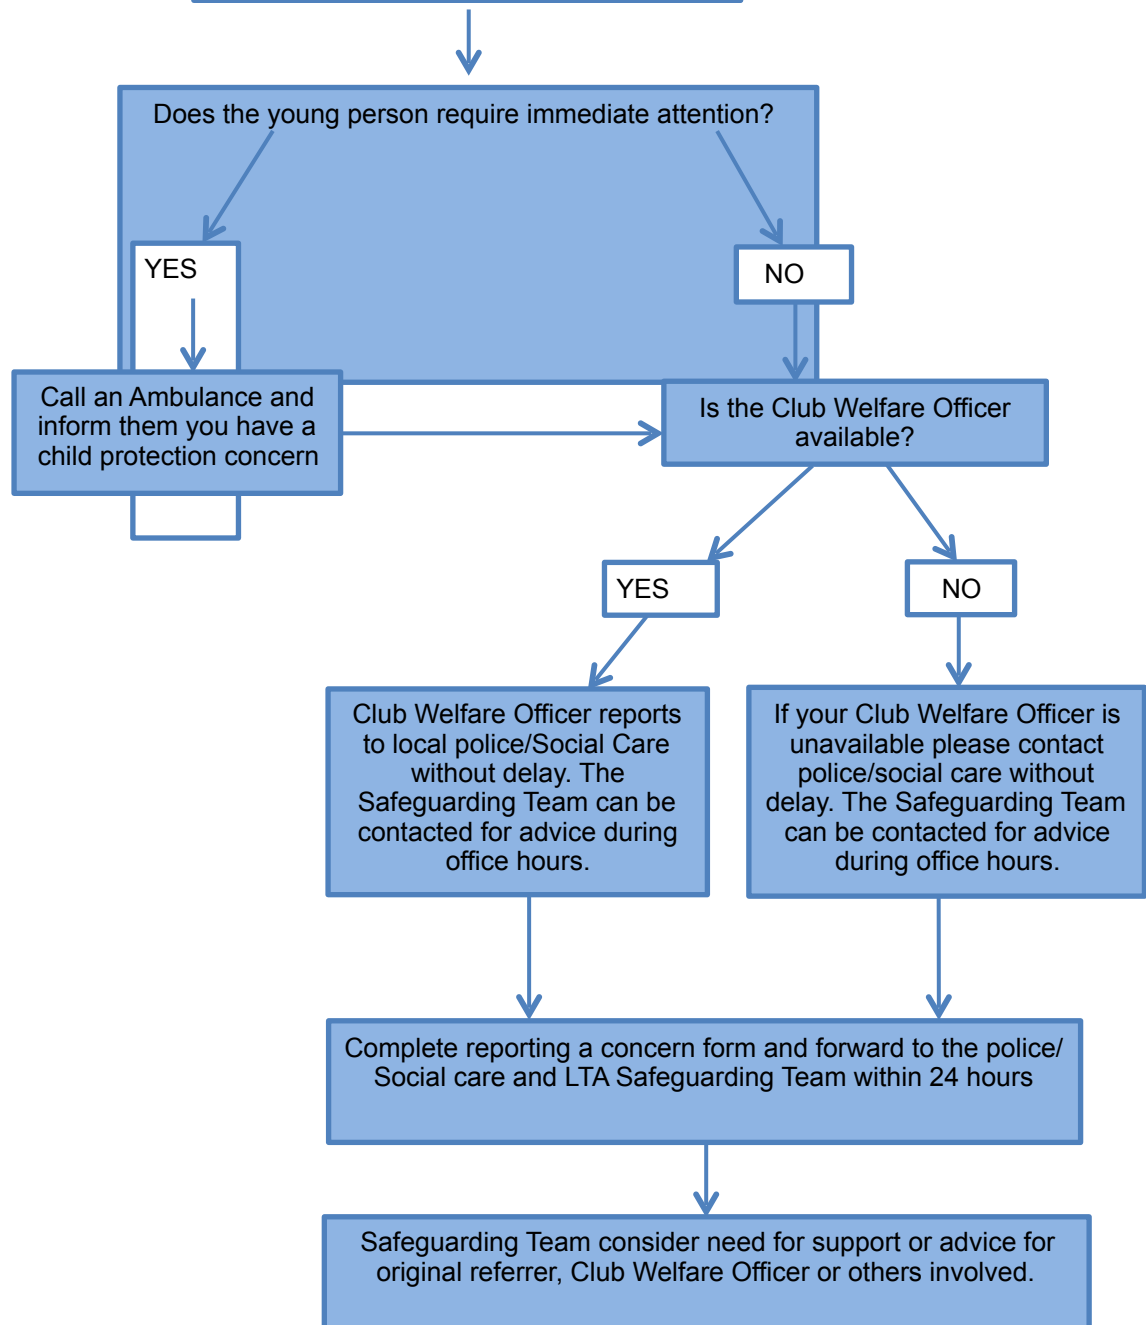 Does the young person require immediate attention?
YES
NO
Call an Ambulance and
inform them you have a
child protection concern
Is the Club Welfare Officer
available?
YES
NO
Club Welfare Officer reports
to local police/Social Care
without delay. The
Safeguarding Team can be
contacted for advice during
office hours.
If your Club Welfare Officer is
unavailable please contact
police/social care without
delay. The Safeguarding Team
can be contacted for advice
during office hours.
Complete reporting a concern form and forward to the police/
Social care and LTA Safeguarding Team within 24 hours
Safeguarding Team consider need for support or advice for
original referrer, Club Welfare Officer or others involved.